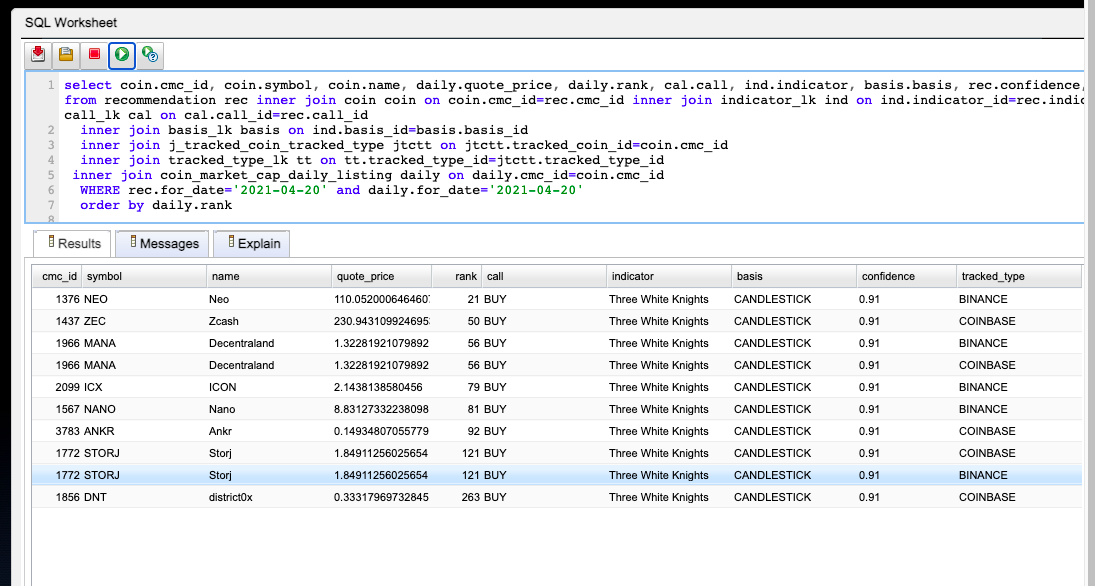 SQL Worksheet
1 select coin.cmc_id, coin.symbol, coin.name, daily.quote_price, daily.rank, cal.call, ind.indicator, basis.basis, rec.confidence,
from recommendation rec inner join coin coin on coin.cmc_id=rec.cmc_id inner join indicator_lk ind on ind.indicator_id=rec.indic
call_lk cal on cal.call_id=rec.call_id
2 inner join basis_lk basis on ind.basis_id=basis.basis_id
3 inner join j_tracked_coin_tracked_type jtctt on jtctt.tracked_coin_id=coin.cmc_id
4 inner join tracked_type_lk tt on tt.tracked_type_id=jtctt.tracked_type_id
5 inner join coin_market_cap_daily_listing daily on daily.cmc_id=coin.cmc_id
6 WHERE rec.for_date='2021-04-20' and daily.for_date='2021-04-20'
7 order by daily.rank
8
Results Messages Explain
cmc_id symbol name quote_price rank call indicator basis confidence tracked_type
1376 NEO Neo 110.0520006464607 21 BUY Three White Knights CANDLESTICK 0.91 BINANCE
1437 ZEC Zcash 230.943109924695 50 BUY Three White Knights CANDLESTICK 0.91 COINBASE
1966 MANA Decentraland 1.32281921079892 56 BUY Three White Knights CANDLESTICK 0.91 BINANCE
1966 MANA Decentraland 1.32281921079892 56 BUY Three White Knights CANDLESTICK 0.91 COINBASE
2099 ICX ICON 2.1438138580456 79 BUY Three White Knights CANDLESTICK 0.91 BINANCE
1567 NANO Nano 8.83127332238098 81 BUY Three White Knights CANDLESTICK 0.91 BINANCE
3783 ANKR Ankr 0.14934807055779 92 BUY Three White Knights CANDLESTICK 0.91 COINBASE
1772 STORJ Storj 1.84911256025654 121 BUY Three White Knights CANDLESTICK 0.91 COINBASE
1772 STORJ Storj 1.84911256025654 121 BUY Three White Knights CANDLESTICK 0.91 BINANCE
1856 DNT district0x 0.33317969732845 263 BUY Three White Knights CANDLESTICK 0.91 COINBASE